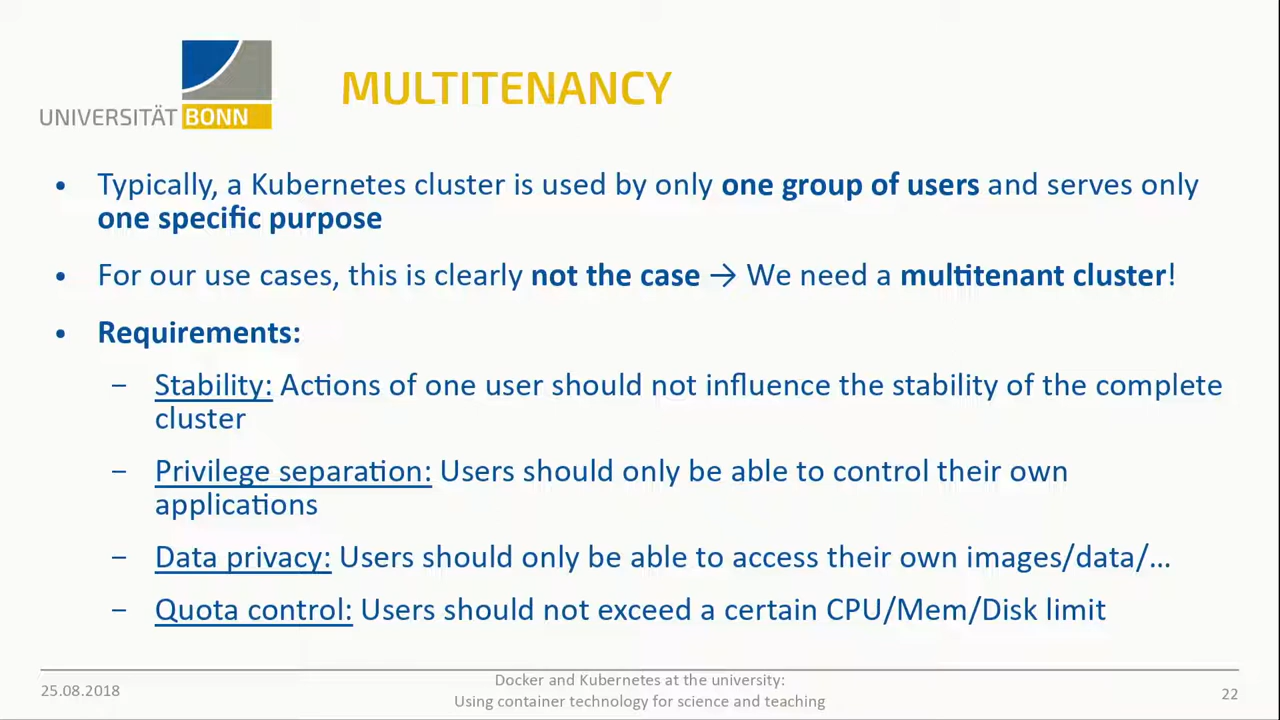 UNIVERSITÄT BONN
MULTITENANCY
• Typically, a Kubernetes cluster is used by only one group of users and serves only
one specific purpose
• For our use cases, this is clearly not the case → We need a multitenant cluster!
• Requirements:
– Stability: Actions of one user should not influence the stability of the complete
cluster
– Privilege separation: Users should only be able to control their own
applications
– Data privacy: Users should only be able to access their own images/data/...
– Quota control: Users should not exceed a certain CPU/Mem/Disk limit
25.08.2018
Docker and Kubernetes at the university:
Using container technology for science and teaching
22